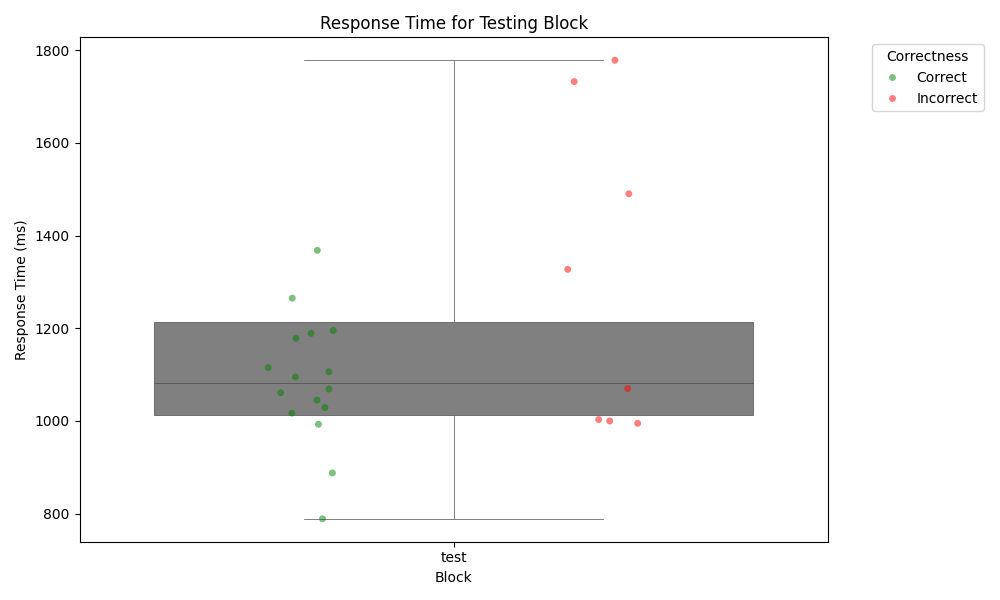 Response Time for Testing Block
Correctness
Correct
Incorrect
Response Time (ms)
1800
1600
1400
1200
1000
800
test
Block